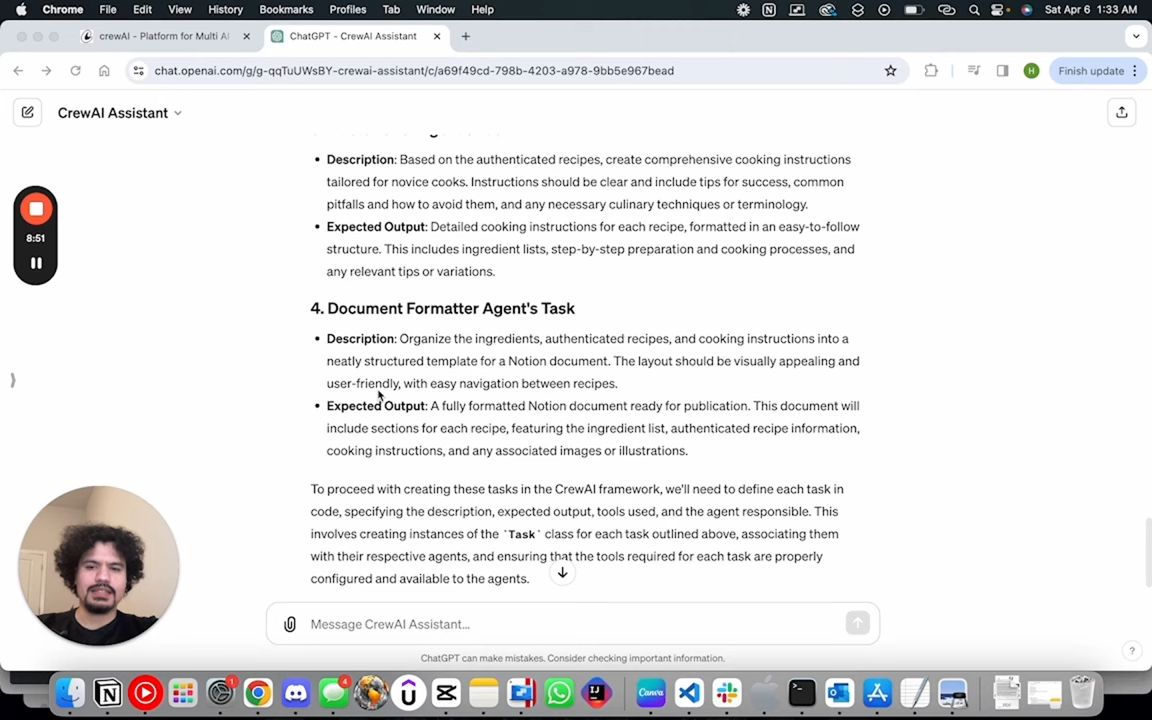 Chrome File Edit View History Bookmarks Profiles Tab Window Help Sat Apr 6 1:33 AM
crewAI - Platform for Multi AI ChatGPT - CrewAI Assistant
chat.openai.com/g/g-qqTuUWsBY-crewai-assistant/c/a69f49cd-798b-4203-a978-9bb5e967bead H Finish update
CrewAI Assistant
• Description: Based on the authenticated recipes, create comprehensive cooking instructions
tailored for novice cooks. Instructions should be clear and include tips for success, common
pitfalls and how to avoid them, and any necessary culinary techniques or terminology.
8:51
• Expected Output: Detailed cooking instructions for each recipe, formatted in an easy-to-follow
structure. This includes ingredient lists, step-by-step preparation and cooking processes, and
any relevant tips or variations.
4. Document Formatter Agent's Task
• Description: Organize the ingredients, authenticated recipes, and cooking instructions into a
neatly structured template for a Notion document. The layout should be visually appealing and
user-friendly, with easy navigation between recipes.
• Expected Output: A fully formatted Notion document ready for publication. This document will
include sections for each recipe, featuring the ingredient list, authenticated recipe information,
cooking instructions, and any associated images or illustrations.
To proceed with creating these tasks in the CrewAI framework, we'll need to define each task in
code, specifying the description, expected output, tools used, and the agent responsible. This
involves creating instances of the `Task` class for each task outlined above, associating them
with their respective agents, and ensuring that the tools required for each task are properly
configured and available to the agents.
Message CrewAI Assistant...
ChatGPT can make mistakes. Consider checking important information.
?
1 4 Canva